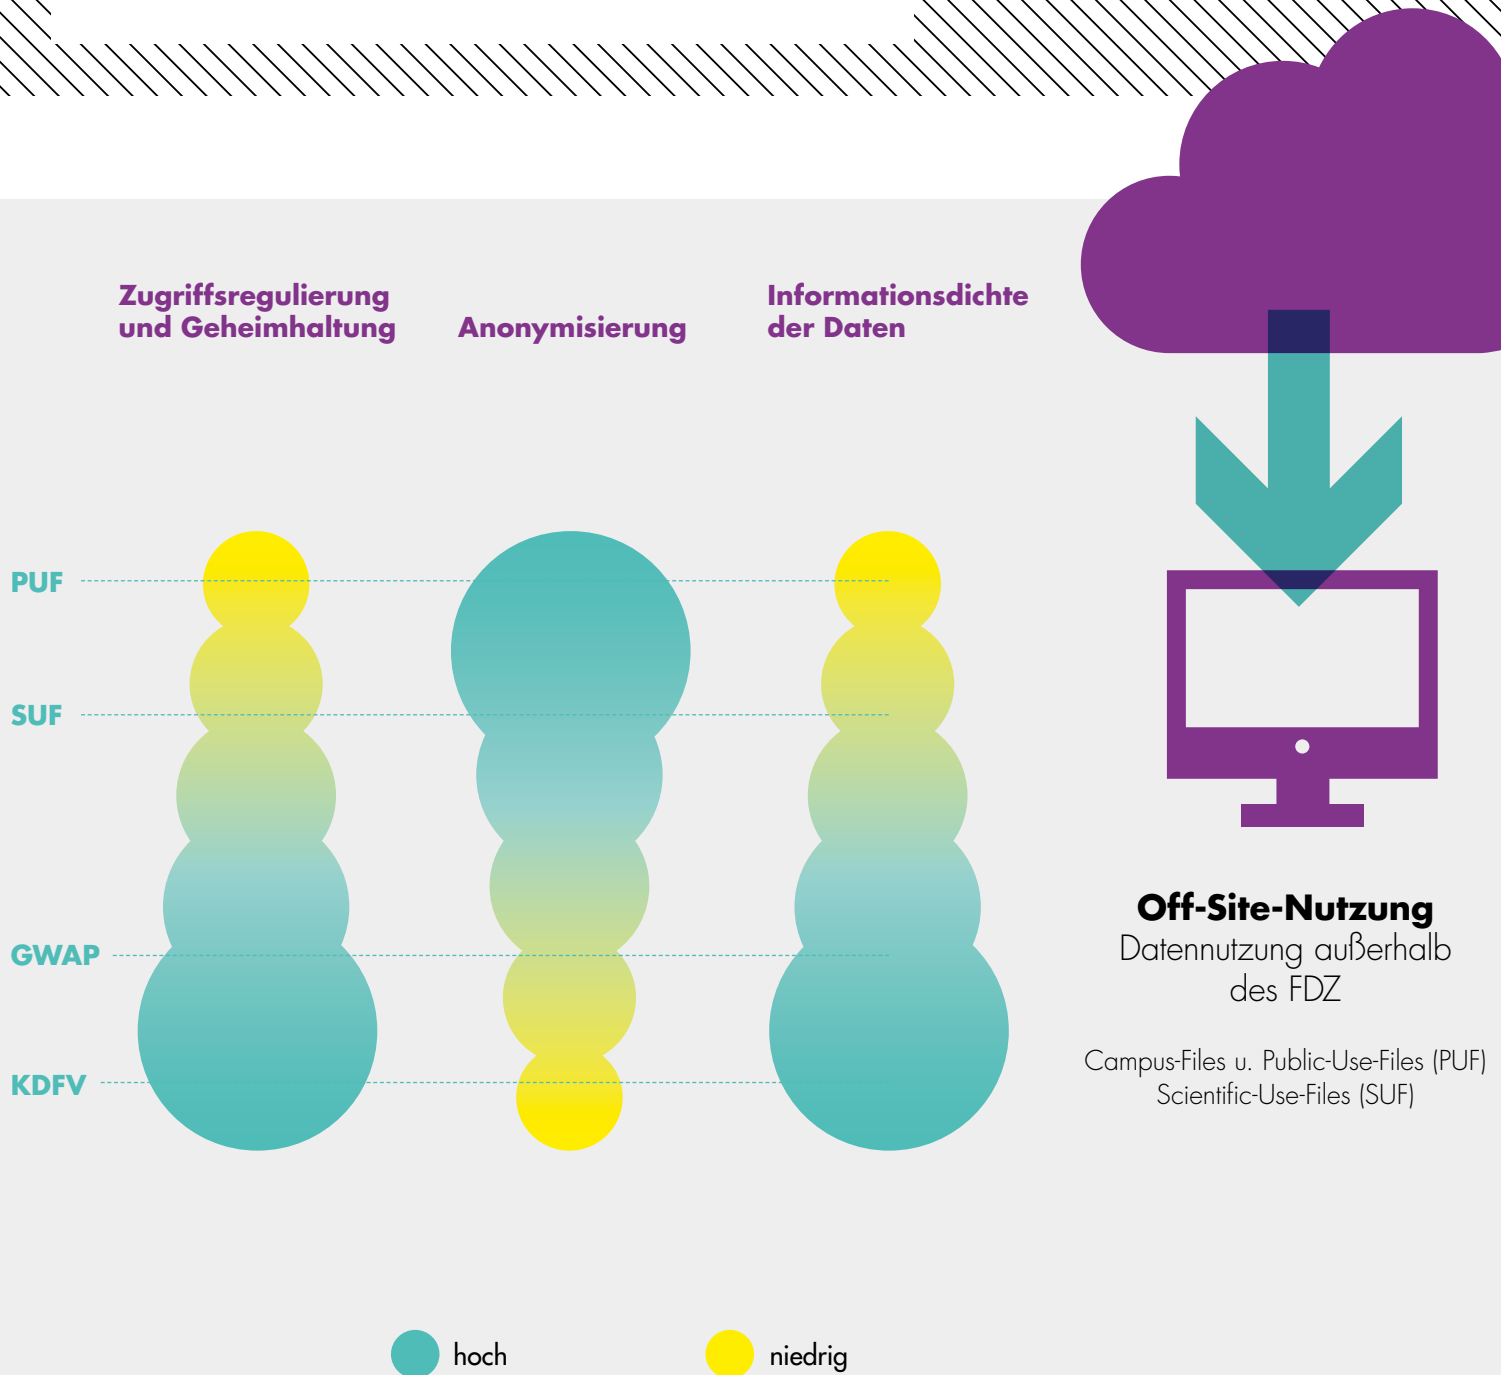 Zugriffsregulierung
und Geheimhaltung
Anonymisierung
Informationsdichte
der Daten
PUF
SUF
GWAP
KDFV
Off-Site-Nutzung
Datennutzung außerhalb
des FDZ
Campus-Files u. Public-Use-Files (PUF)
Scientific-Use-Files (SUF)
hoch
niedrig